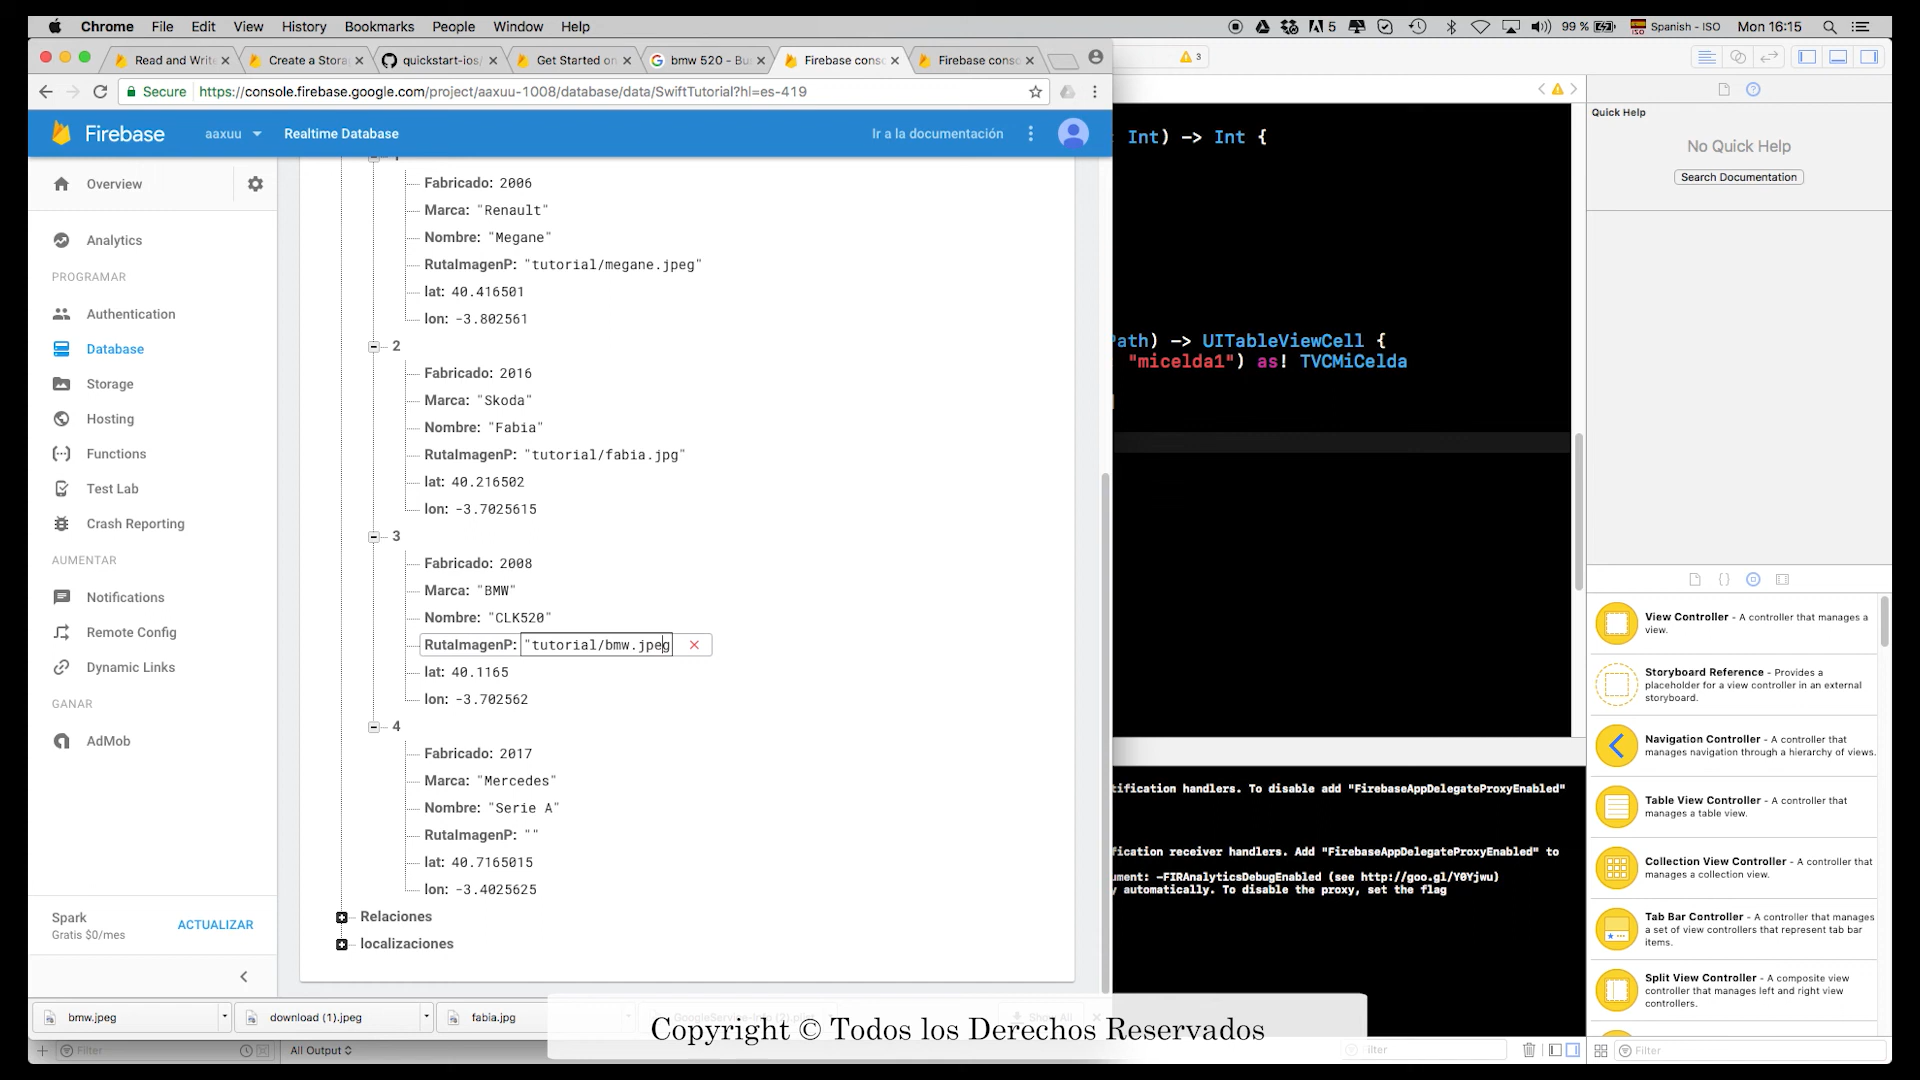 Chrome File Edit View History Bookmarks People Window Help
5 99 % Spanish - ISO Mon 16:15
Read and Write
Create a Stora
quickstart-ios/
Get Started on
bmw 520 - Bu
Firebase conso
Firebase conso
3
Secure https://console.firebase.google.com/project/aaxuu-1008/database/data/SwiftTutorial?hl=es-419
Firebase aaxuu Realtime Database Ir a la documentación
Overview
Analytics
PROGRAMAR
Authentication
Database
Storage
Hosting
Functions
Test Lab
Crash Reporting
AUMENTAR
Notifications
Remote Config
Dynamic Links
GANAR
AdMob
Spark
Gratis $0/mes
ACTUALIZAR
Fabricado: 2006
Marca: "Renault"
Nombre: "Megane"
RutaImagenP: "tutorial/megane.jpeg"
lat: 40.416501
lon: -3.802561
2
Fabricado: 2016
Marca: "Skoda"
Nombre: "Fabia"
RutaImagenP: "tutorial/fabia.jpg"
lat: 40.216502
lon: -3.7025615
3
Fabricado: 2008
Marca: "BMW"
Nombre: "CLK520"
RutaImagenP: "tutorial/bmw.jpeg
lat: 40.1165
lon: -3.702562
4
Fabricado: 2017
Marca: "Mercedes"
Nombre: "Serie A"
RutaImagenP: ""
lat: 40.7165015
lon: -3.4025625
Relaciones
localizaciones
Int) -> Int {
Path) -> UITableViewCell {
"micelda1") as! TVCMiCelda
tification handlers. To disable add "FirebaseAppDelegateProxyEnabled"
fication receiver handlers. Add "FirebaseAppDelegateProxyEnabled" to
ument: -FIRAnalyticsDebugEnabled (see http://goo.gl/Y0Yjwu)
y automatically. To disable the proxy, set the flag
Quick Help
No Quick Help
Search Documentation
View Controller - A controller that manages a
view.
Storyboard Reference - Provides a
placeholder for a view controller in an external
storyboard.
Navigation Controller - A controller that
manages navigation through a hierarchy of views.
Table View Controller - A controller that
manages a table view.
Collection View Controller - A controller that
manages a collection view.
Tab Bar Controller - A controller that manages
a set of view controllers that represent tab bar
items.
Split View Controller - A composite view
controller that manages left and right view
controllers.
bmw.jpeg
download (1).jpeg
fabia.jpg
GoogleService-Info (2).plist
Show All
Copyright © Todos los Derechos Reservados
Filter
All Output
ilter
Filter